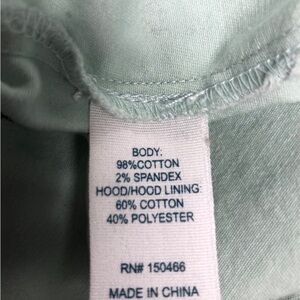 BODY:
98%COTTON
2% SPANDEX
HOOD/HOOD LINING:
60% COTTON
40% POLYESTER
RN# 150466
MADE IN CHINA